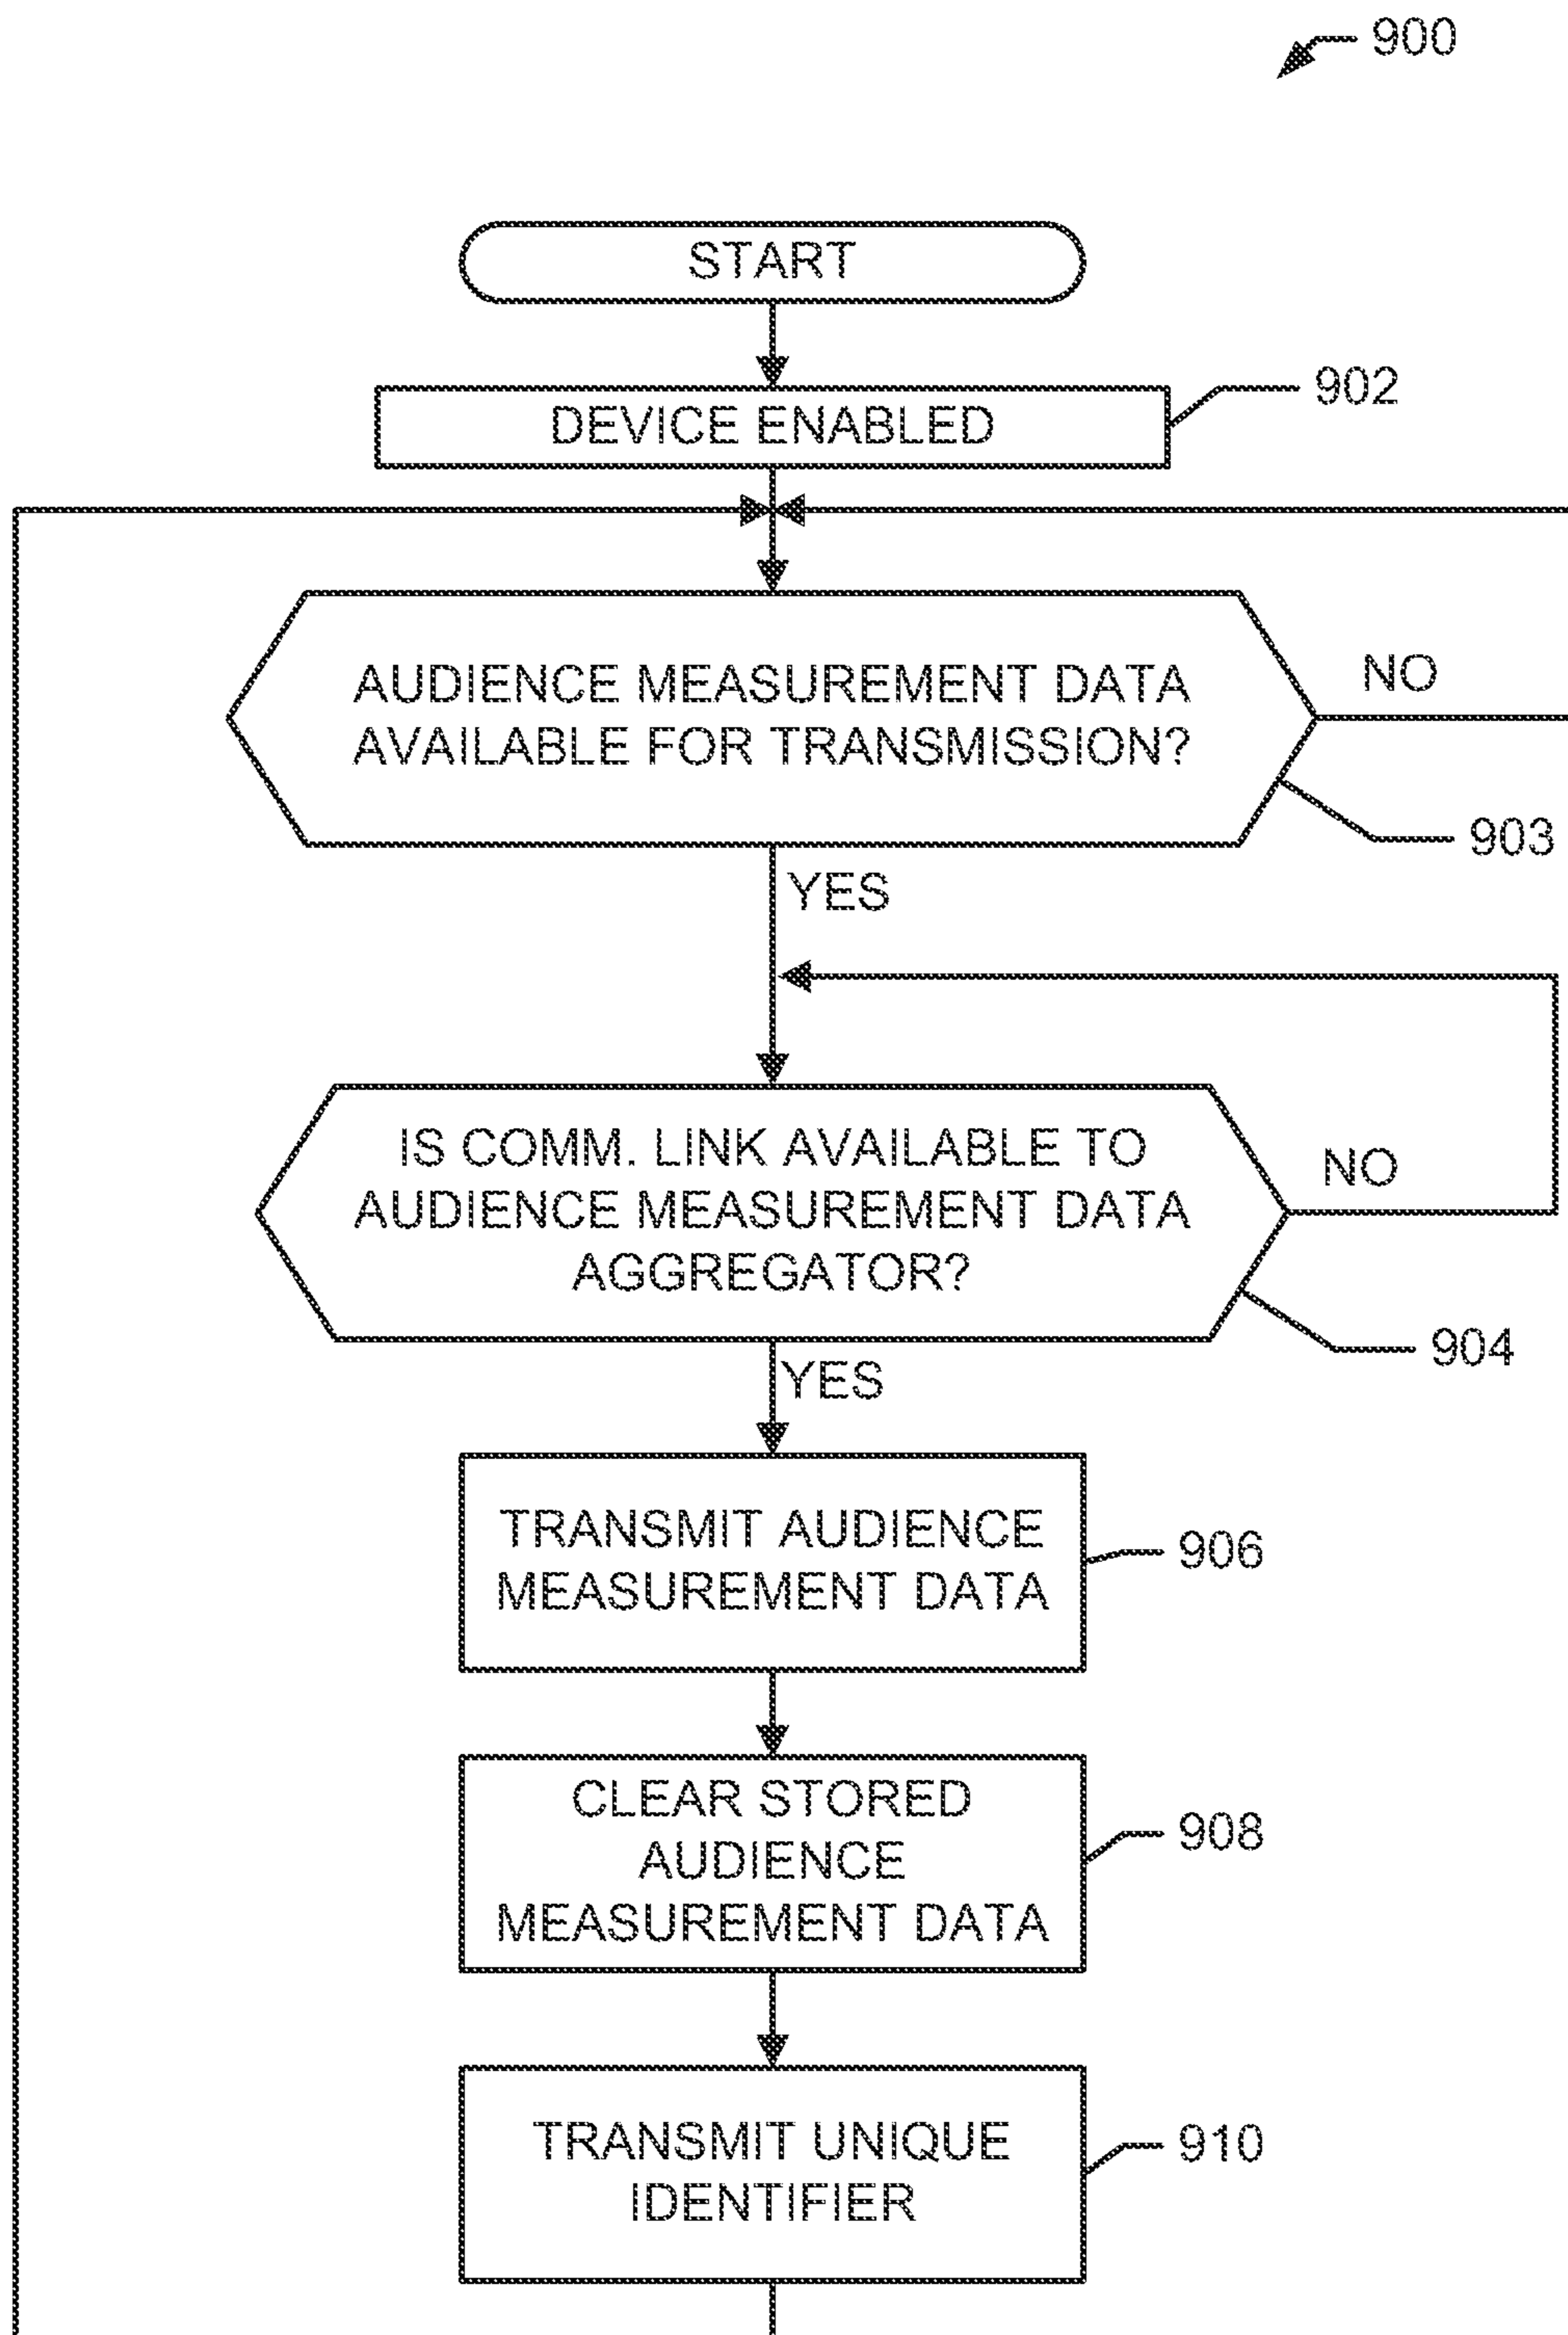 900
START
DEVICE ENABLED
902
AUDIENCE MEASUREMENT DATA
AVAILABLE FOR TRANSMISSION?
NO
903
YES
IS COMM. LINK AVAILABLE TO
AUDIENCE MEASUREMENT DATA
AGGREGATOR?
NO
904
YES
TRANSMIT AUDIENCE
MEASUREMENT DATA
906
CLEAR STORED
AUDIENCE
MEASUREMENT DATA
908
TRANSMIT UNIQUE
IDENTIFIER
910